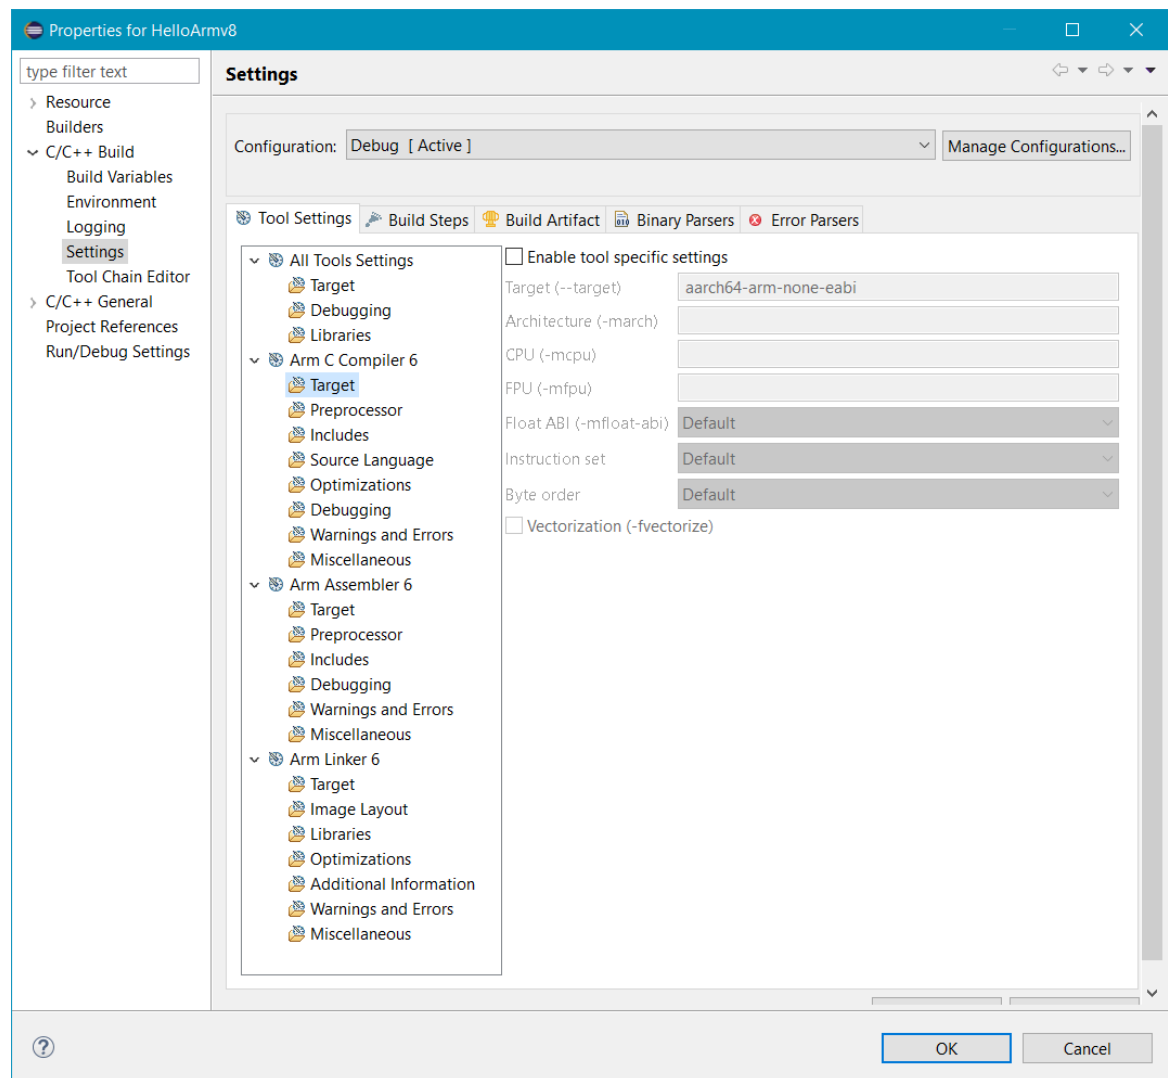 Properties for HelloArmv8
type filter text
Resource
Builders
C/C++ Build
Build Variables
Environment
Logging
Settings
Tool Chain Editor
C/C++ General
Project References
Run/Debug Settings
Settings
Configuration: Debug [ Active ] Manage Configurations...
Tool Settings Build Steps Build Artifact Binary Parsers Error Parsers
All Tools Settings
Target
Debugging
Libraries
Arm C Compiler 6
Target
Preprocessor
Includes
Source Language
Optimizations
Debugging
Warnings and Errors
Miscellaneous
Arm Assembler 6
Target
Preprocessor
Includes
Debugging
Warnings and Errors
Miscellaneous
Arm Linker 6
Target
Image Layout
Libraries
Optimizations
Additional Information
Warnings and Errors
Miscellaneous
Enable tool specific settings
Target (--target) aarch64-arm-none-eabi
Architecture (-march)
CPU (-mcpu)
FPU (-mfpu)
Float ABI (-mfloat-abi) Default
Instruction set Default
Byte order Default
Vectorization (-fvectorize)
OK Cancel